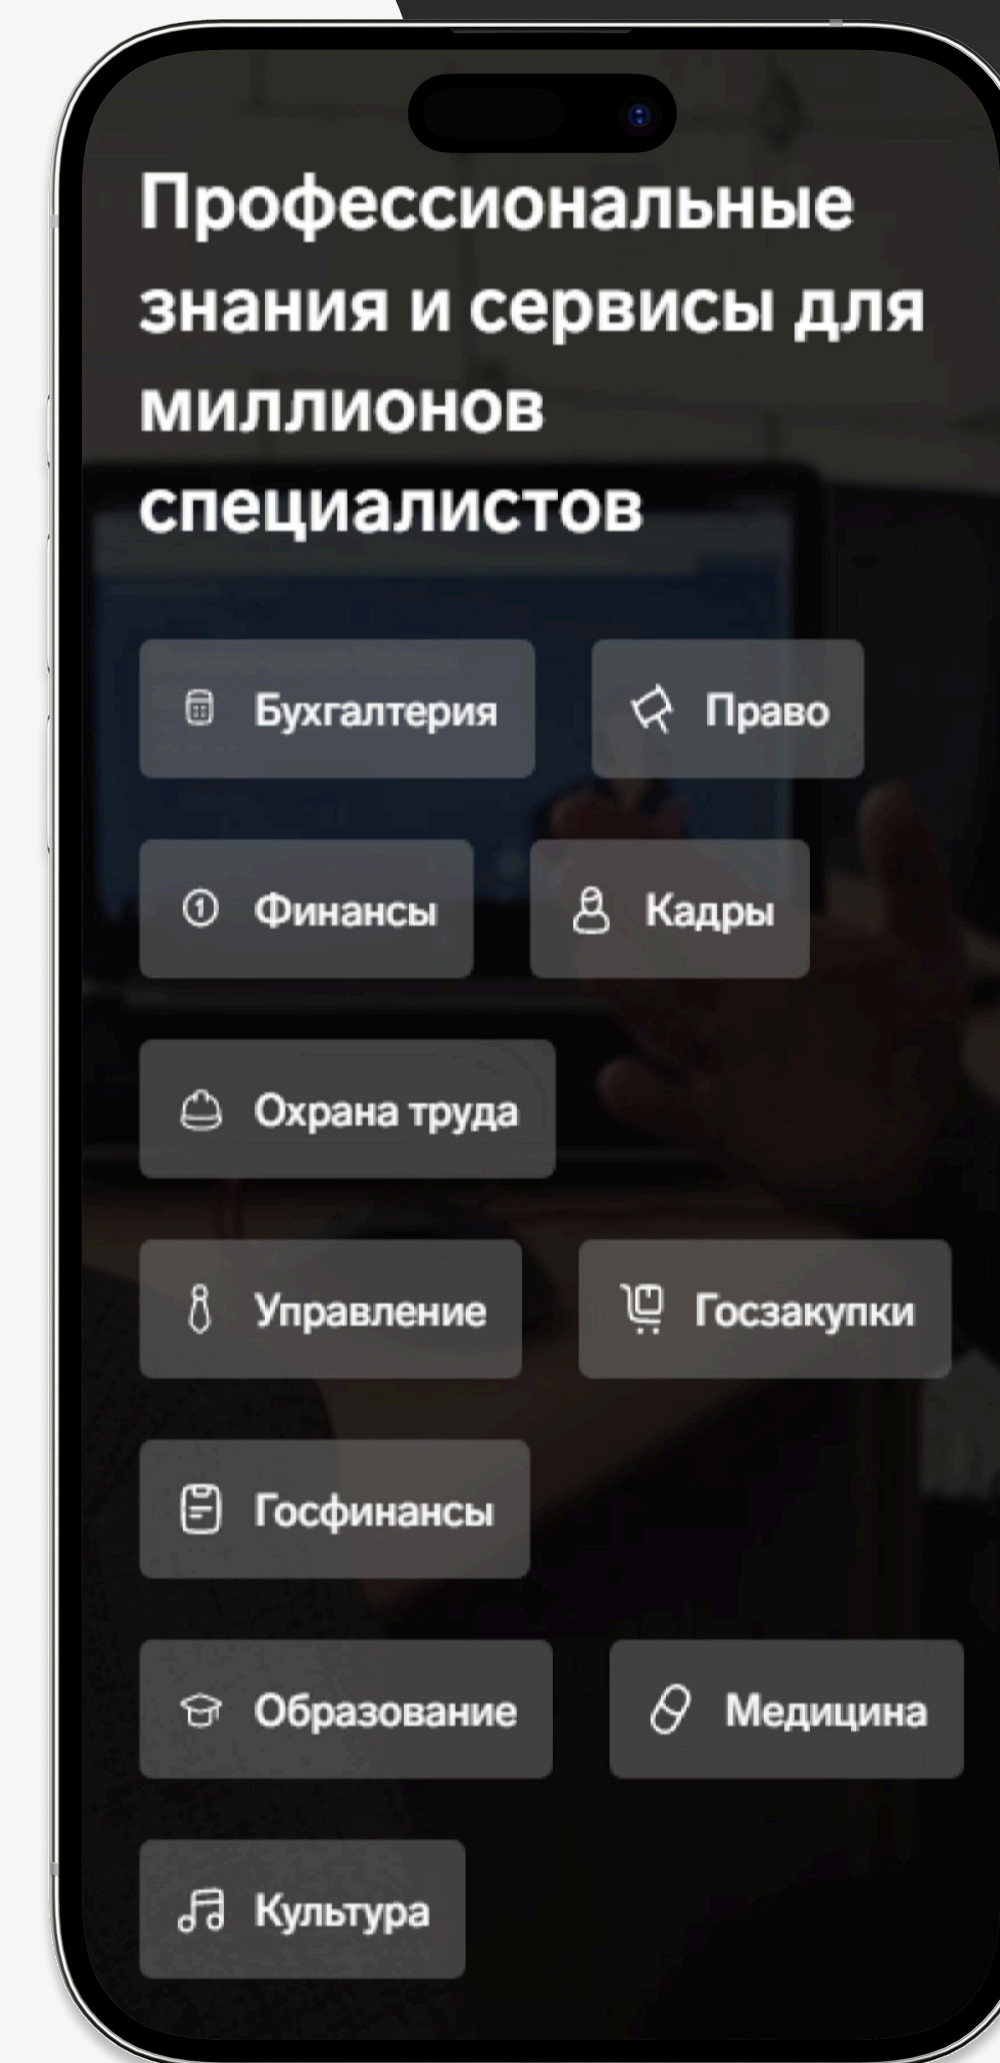 Профессиональные
знания и сервисы для
миллионов
специалистов
Бухгалтерия
Право
Финансы
Кадры
Охрана труда
Управление
Госзакупки
Госфинансы
Образование
Медицина
Культура